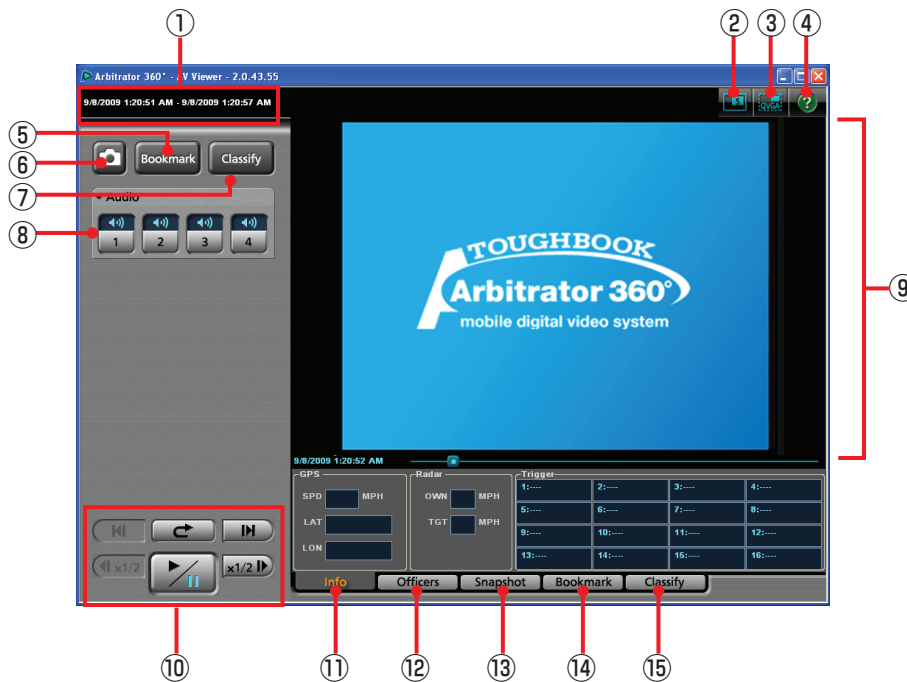 ① ② ③ ④
Arbitrator 360° - AV Viewer - 2.0.43.55
9/8/2009 1:20:51 AM - 9/8/2009 1:20:57 AM
S QVGA ?
⑤ Bookmark Classify
⑥
⑦
Audio
⑧ 1 2 3 4
⑨
TOUGHBOOK
Arbitrator 360°
mobile digital video system
9/8/2009 1:20:52 AM
GPS Radar Trigger
SPD MPH OWN MPH 1:---- 2:---- 3:---- 4:----
LAT TGT MPH 5:---- 6:---- 7:---- 8:----
LON 9:---- 10:---- 11:---- 12:----
13:---- 14:---- 15:---- 16:----
x1/2 x1/2
Info Officers Snapshot Bookmark Classify
⑩ ⑪ ⑫ ⑬ ⑭ ⑮